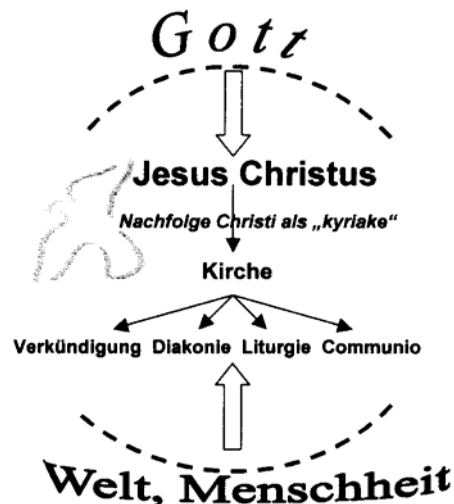 Gott
Jesus Christus
Nachfolge Christi als „kyriake“
Kirche
Verkündigung Diakonie Liturgie Communio
Welt, Menschheit